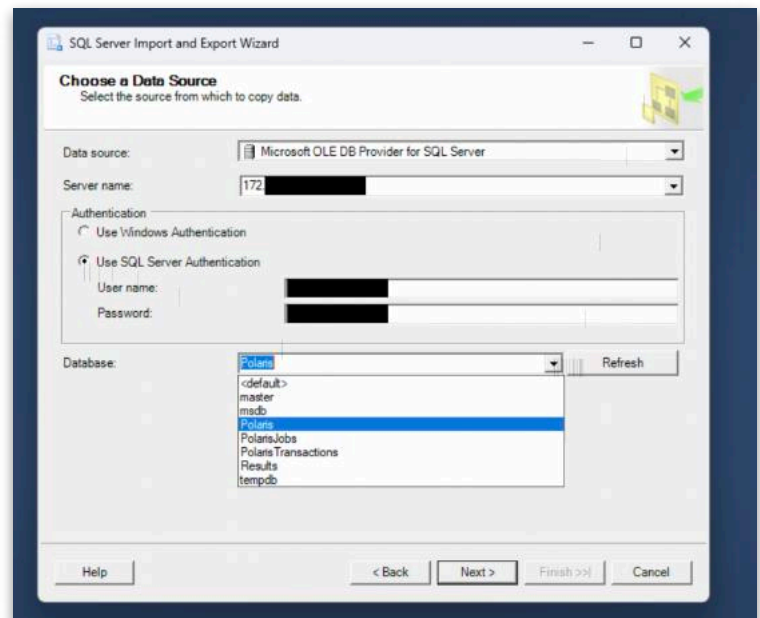 SQL Server Import and Export Wizard
Choose a Data Source
Select the source from which to copy data.
Data source:
Microsoft OLE DB Provider for SQL Server
Server name:
172.
Authentication
Use Windows Authentication
Use SQL Server Authentication
User name:
Password:
Database:
Polaris
Refresh
<default>
master
msdb
Polaris
PolarisJobs
PolarisTransactions
Results
tempdb
Help
< Back
Next >
Finish >>|
Cancel